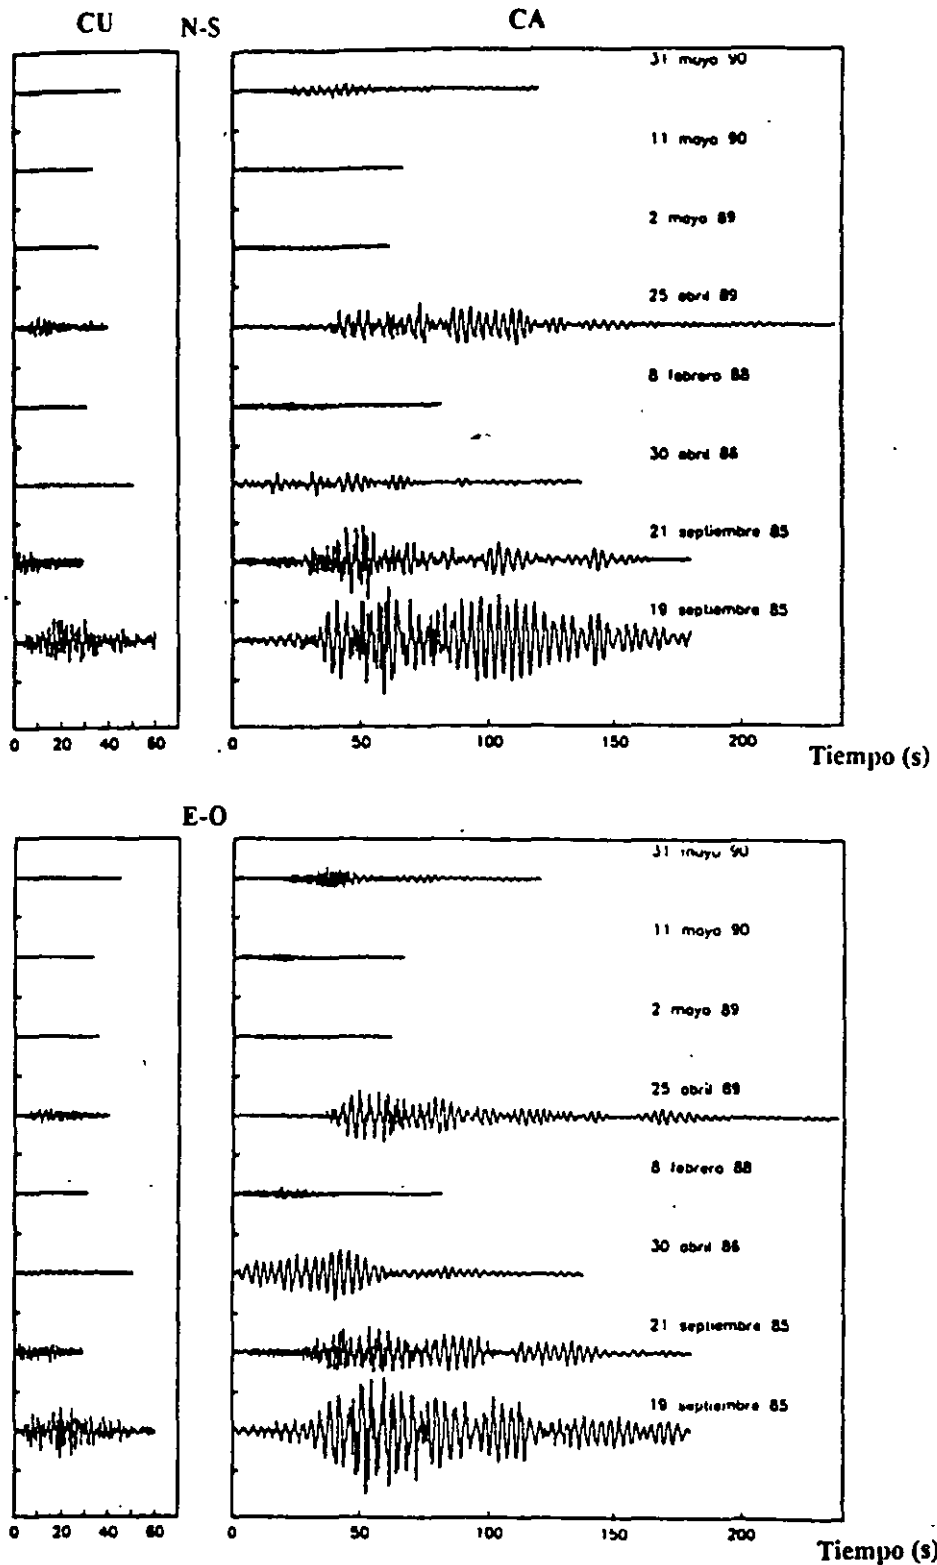 CU N-S CA
31 mayo 90
11 mayo 90
2 mayo 89
25 abril 89
8 febrero 88
30 abril 86
21 septiembre 85
19 septiembre 85
0 20 40 60 0 50 100 150 200
Tiempo (s)
E-O
31 mayo 90
11 mayo 90
2 mayo 89
25 abril 89
8 febrero 88
30 abril 86
21 septiembre 85
19 septiembre 85
0 20 40 60 0 50 100 150 200
Tiempo (s)